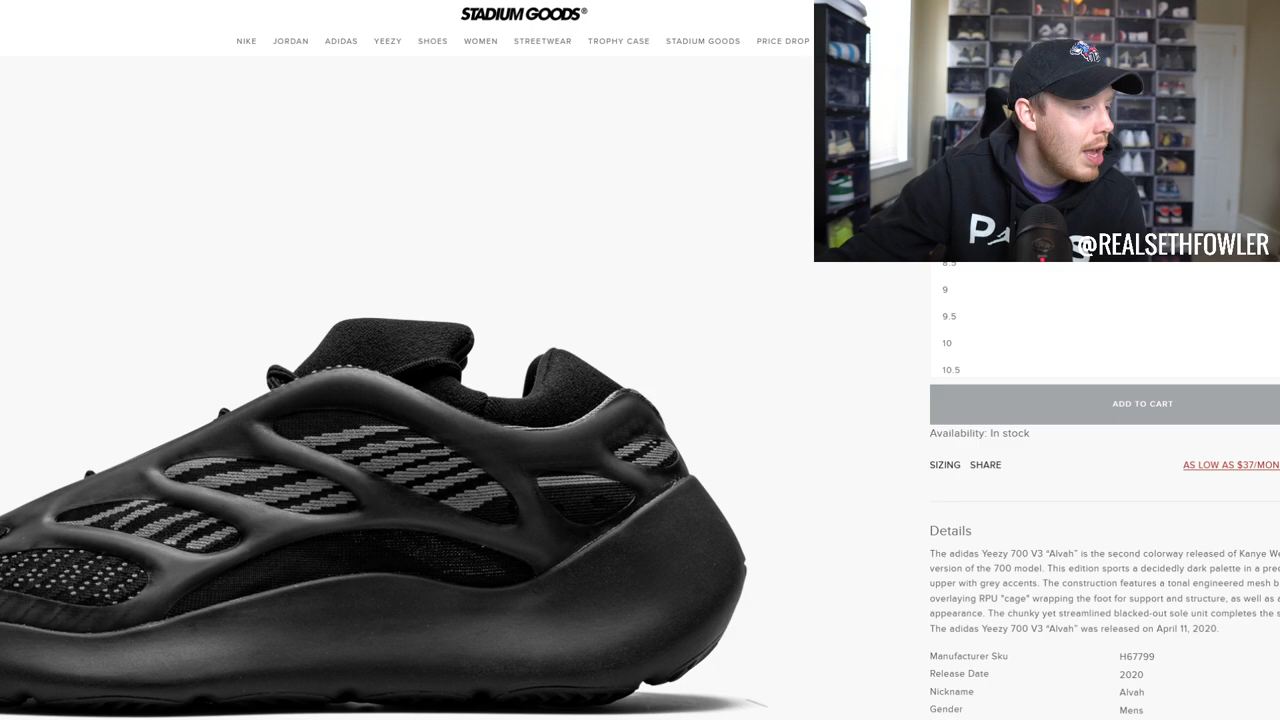 STADIUM GOODS®
NIKE JORDAN ADIDAS YEEZY SHOES WOMEN STREETWEAR TROPHY CASE STADIUM GOODS PRICE DROP
@REALSETHFOWLER
8.5
9
9.5
10
10.5
ADD TO CART
Availability: In stock
SIZING SHARE AS LOW AS $37/MON
Details
The adidas Yeezy 700 V3 “Alvah” is the second colorway released of Kanye We
version of the 700 model. This edition sports a decidedly dark palette in a pred
upper with grey accents. The construction features a tonal engineered mesh b
overlaying RPU "cage" wrapping the foot for support and structure, as well as a
appearance. The chunky yet streamlined blacked-out sole unit completes the s
The adidas Yeezy 700 V3 “Alvah” was released on April 11, 2020.
Manufacturer Sku H67799
Release Date 2020
Nickname Alvah
Gender Mens